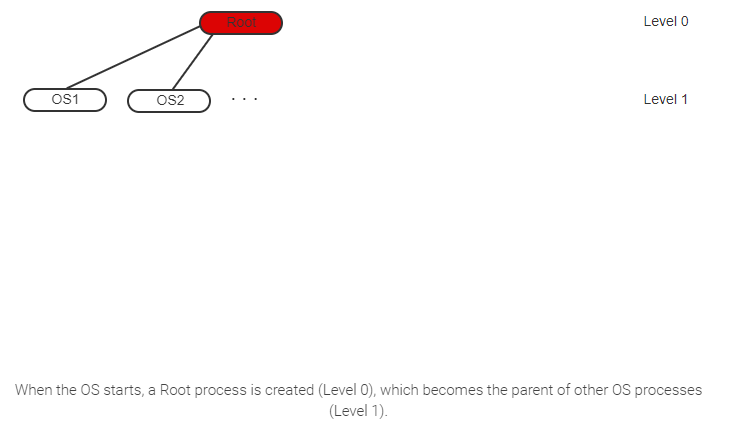 Root Level 0
OS1 OS2 . . . Level 1
When the OS starts, a Root process is created (Level 0), which becomes the parent of other OS processes
(Level 1).